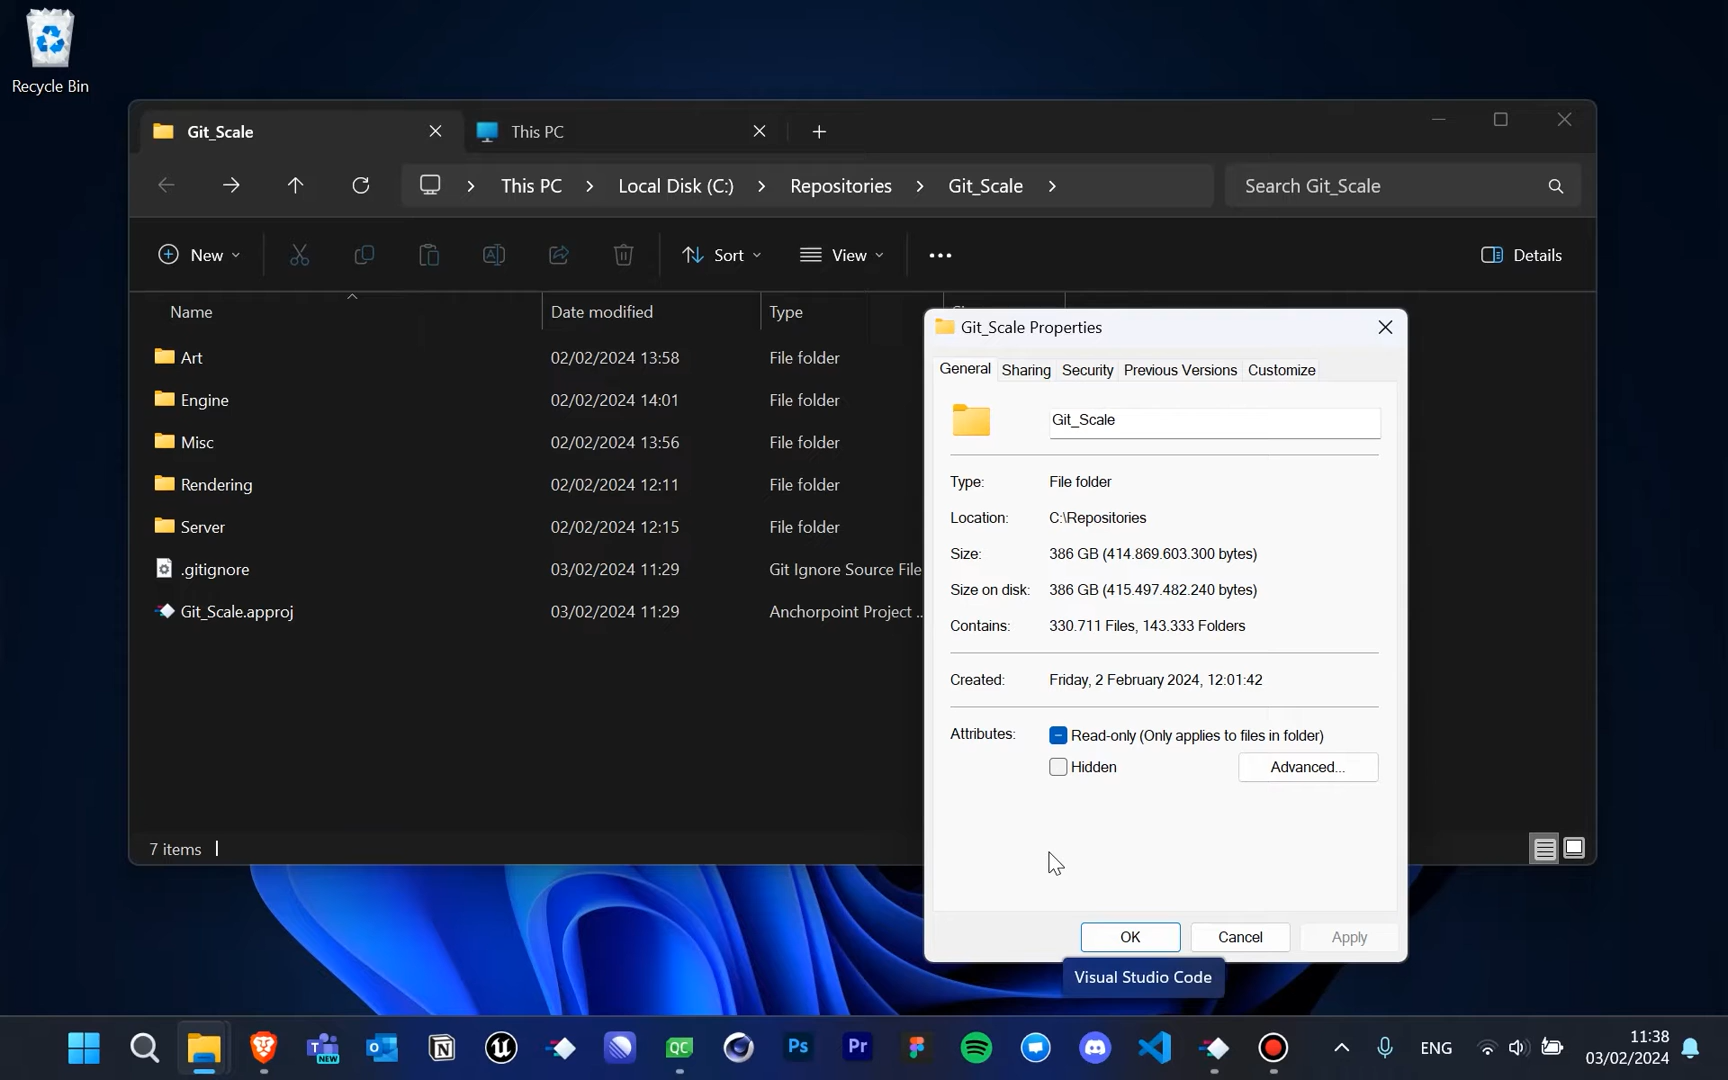 Recycle Bin
Git_Scale
This PC
This PC
Local Disk (C:)
Repositories
Git_Scale
Search Git_Scale
New
Sort
View
Details
Name
Date modified
Type
Art 02/02/2024 13:58 File folder
Engine 02/02/2024 14:01 File folder
Misc 02/02/2024 13:56 File folder
Rendering 02/02/2024 12:11 File folder
Server 02/02/2024 12:15 File folder
.gitignore 03/02/2024 11:29 Git Ignore Source File
Git_Scale.approj 03/02/2024 11:29 Anchorpoint Project ...
7 items
Git_Scale Properties
General Sharing Security Previous Versions Customize
Git_Scale
Type: File folder
Location: C:\Repositories
Size: 386 GB (414.869.603.300 bytes)
Size on disk: 386 GB (415.497.482.240 bytes)
Contains: 330.711 Files, 143.333 Folders
Created: Friday, 2 February 2024, 12:01:42
Attributes: Read-only (Only applies to files in folder)
Hidden
Advanced...
OK
Cancel
Apply
Visual Studio Code
NEW
QC
Ps
Pr
ENG
11:38
03/02/2024